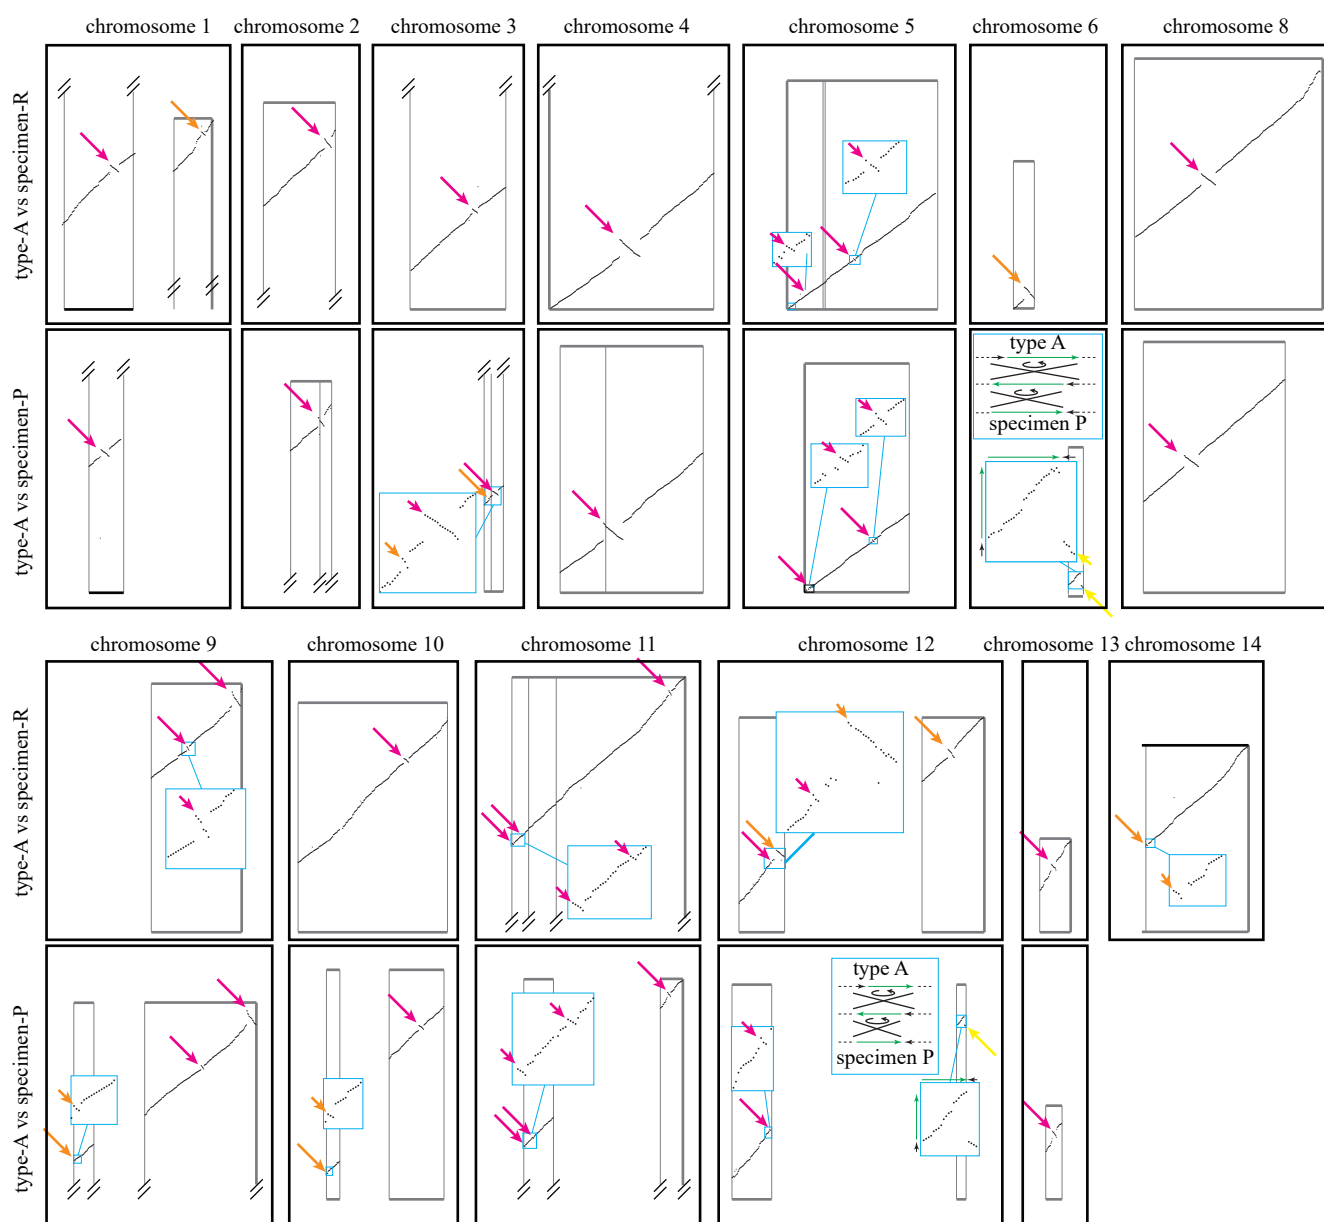 chromosome 1 chromosome 2 chromosome 3 chromosome 4 chromosome 5 chromosome 6 chromosome 8
type-A vs specimen-R
type-A vs specimen-P
type A
specimen P
chromosome 9 chromosome 10 chromosome 11 chromosome 12 chromosome 13 chromosome 14
type-A vs specimen-R
type-A vs specimen-P
type A
specimen P